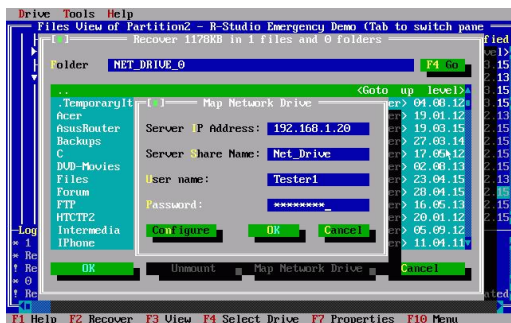 Drive Tools Help
Files View of Partition2 - R-Studio Emergency Demo (Tab to switch pane
Recover 1178KB in 1 files and 0 folders
Folder NET_DRIVE_0 F4 Go
.. <Goto up level>
.TemporaryIt 04.08.12
Acer 19.01.12
AsusRouter 19.03.15
Backups 27.03.14
C 17.05.12
DVD-Movies 02.08.13
Files 23.04.15
Forum 28.04.15
FTP 16.05.13
HTCTP2 20.01.12
Intermedia 05.09.12
IPhone 11.04.11
Map Network Drive
Server IP Address: 192.168.1.20
Server Share Name: Net_Drive
User name: Tester1
Password: ********_
Configure OK Cancel
Log
OK Unmount Map Network Drive Cancel
F1 Help F2 Recover F3 View F4 Select Drive F7 Properties F10 Menu